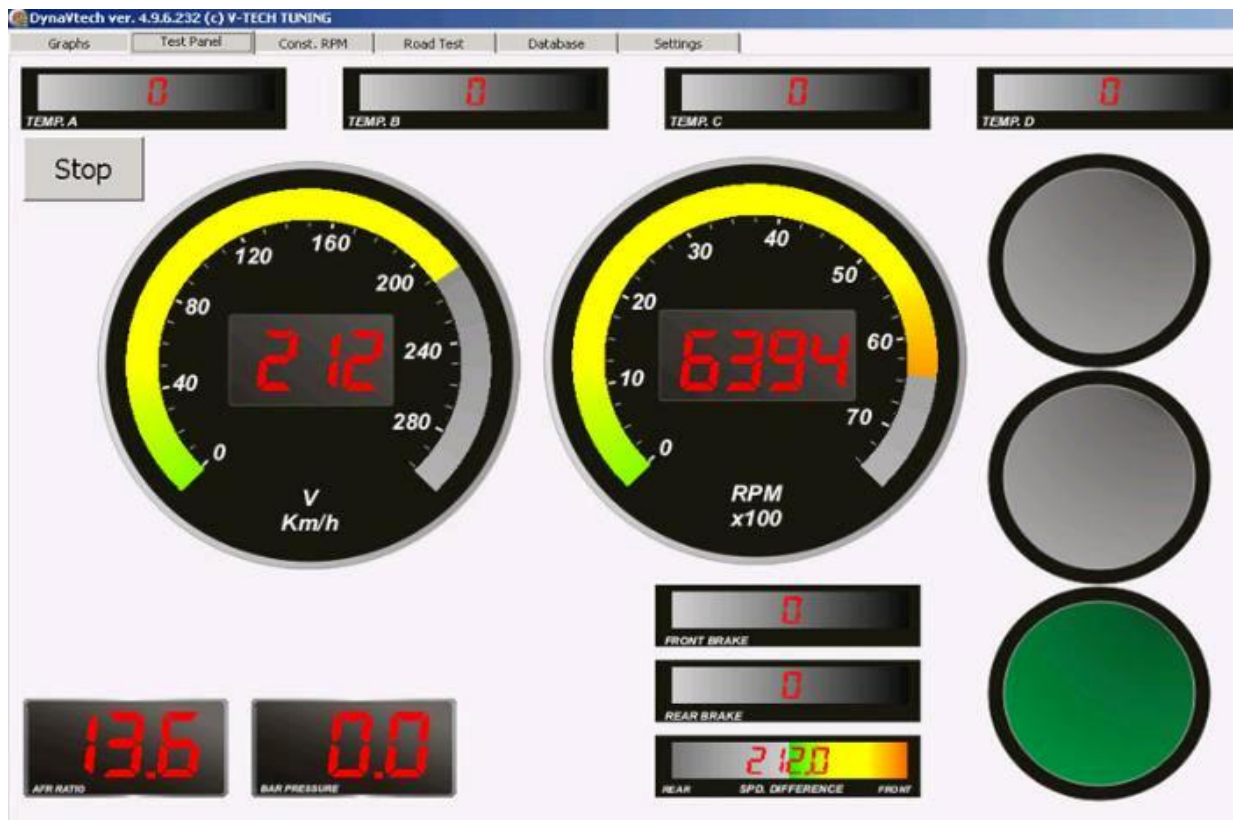 DynaVtech ver. 4.9.6.232 (c) V-TECH TUNING
Graphs Test Panel Const. RPM Road Test Database Settings
0 0 0 0
TEMP. A TEMP. B TEMP. C TEMP. D
Stop
0 40 80 120 160 200 240 280
212
V
Km/h
0 10 20 30 40 50 60 70
6394
RPM
x100
0
FRONT BRAKE
0
REAR BRAKE
212.0
REAR SPD. DIFFERENCE FRONT
13.6
AFR RATIO
0.0
BAR PRESSURE